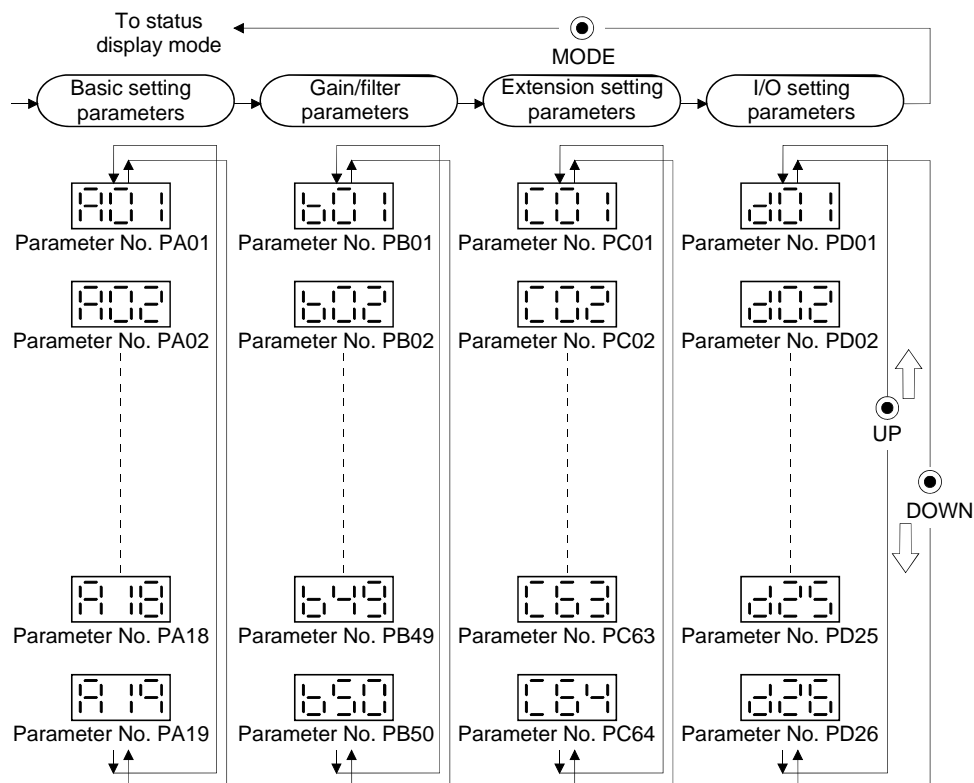 To status
display mode
MODE
Basic setting
parameters
Gain/filter
parameters
Extension setting
parameters
I/O setting
parameters
A01
b01
C01
d01
Parameter No. PA01
Parameter No. PB01
Parameter No. PC01
Parameter No. PD01
A02
b02
C02
d02
Parameter No. PA02
Parameter No. PB02
Parameter No. PC02
Parameter No. PD02
UP
DOWN
A18
b49
C63
d25
Parameter No. PA18
Parameter No. PB49
Parameter No. PC63
Parameter No. PD25
A19
b50
C64
d26
Parameter No. PA19
Parameter No. PB50
Parameter No. PC64
Parameter No. PD26